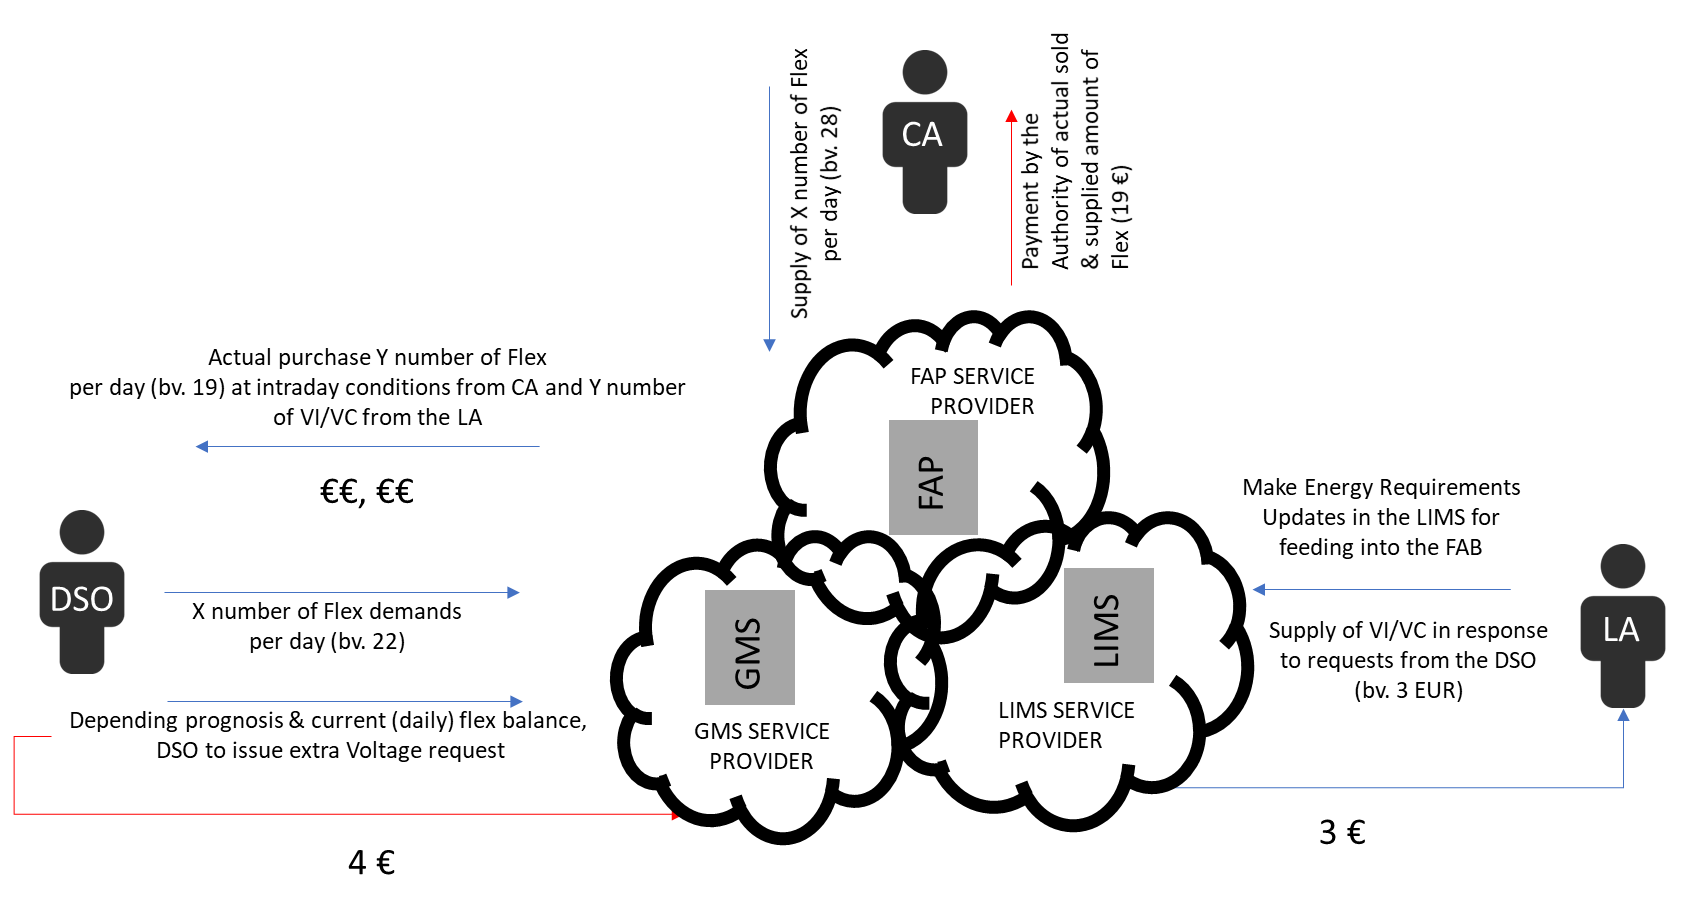 Supply of X number of Flex
per day (bv. 28)
CA
Payment by the
Authority of actual sold
& supplied amount of
Flex (19 €)
Actual purchase Y number of Flex
per day (bv. 19) at intraday conditions from CA and Y number
of VI/VC from the LA
€€, €€
FAP SERVICE
PROVIDER
FAP
DSO
X number of Flex demands
per day (bv. 22)
Depending prognosis & current (daily) flex balance,
DSO to issue extra Voltage request
4 €
GMS
GMS SERVICE
PROVIDER
LIMS
LIMS SERVICE
PROVIDER
Make Energy Requirements
Updates in the LIMS for
feeding into the FAB
Supply of VI/VC in response
to requests from the DSO
(bv. 3 EUR)
LA
3 €